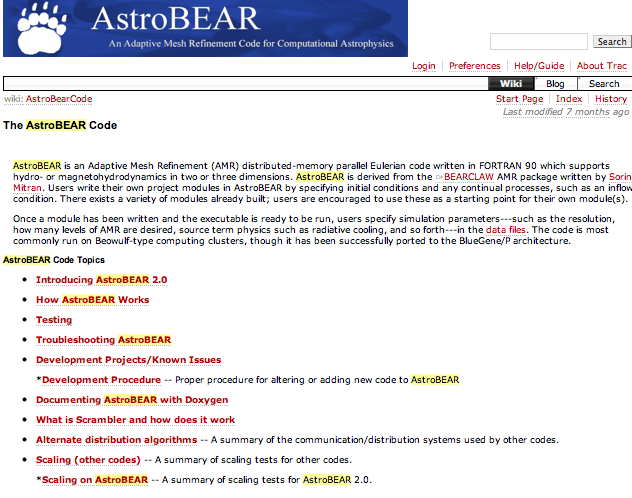 AstroBEAR
An Adaptive Mesh Refinement Code for Computational Astrophysics
Search
Login Preferences Help/Guide About Trac
Wiki Blog Search
wiki: AstroBearCode
Start Page Index History
Last modified 7 months ago
The AstroBEAR Code
AstroBEAR is an Adaptive Mesh Refinement (AMR) distributed-memory parallel Eulerian code written in FORTRAN 90 which supports
hydro- or magnetohydrodynamics in two or three dimensions. AstroBEAR is derived from the BEARCLAW AMR package written by Sorin
Mitran. Users write their own project modules in AstroBEAR by specifying initial conditions and any continual processes, such as an inflow
condition. There exists a variety of modules already built; users are encouraged to use these as a starting point for their own module(s).
Once a module has been written and the executable is ready to be run, users specify simulation parameters---such as the resolution,
how many levels of AMR are desired, source term physics such as radiative cooling, and so forth---in the data files. The code is most
commonly run on Beowulf-type computing clusters, though it has been successfully ported to the BlueGene/P architecture.
AstroBEAR Code Topics
• Introducing AstroBEAR 2.0
• How AstroBEAR Works
• Testing
• Troubleshooting AstroBEAR
• Development Projects/Known Issues
*Development Procedure -- Proper procedure for altering or adding new code to AstroBEAR
• Documenting AstroBEAR with Doxygen
• What is Scrambler and how does it work
• Alternate distribution algorithms -- A summary of the communication/distribution systems used by other codes.
• Scaling (other codes) -- A summary of scaling tests for other codes.
*Scaling on AstroBEAR -- A summary of scaling tests for AstroBEAR 2.0.